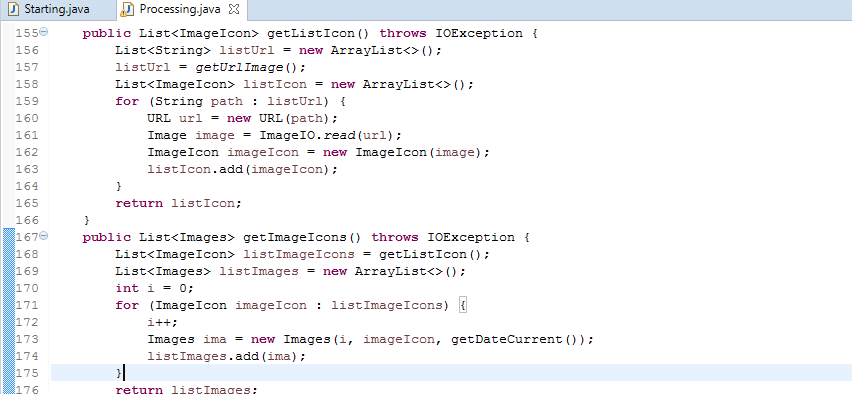 Starting.java Processing.java
155 public List<ImageIcon> getListIcon() throws IOException {
156 List<String> listUrl = new ArrayList<>();
157 listUrl = getUrlImage();
158 List<ImageIcon> listIcon = new ArrayList<>();
159 for (String path : listUrl) {
160 URL url = new URL(path);
161 Image image = ImageIO.read(url);
162 ImageIcon imageIcon = new ImageIcon(image);
163 listIcon.add(imageIcon);
164 }
165 return listIcon;
166 }
167 public List<Images> getImageIcons() throws IOException {
168 List<ImageIcon> listImageIcons = getListIcon();
169 List<Images> listImages = new ArrayList<>();
170 int i = 0;
171 for (ImageIcon imageIcon : listImageIcons) {
172 i++;
173 Images ima = new Images(i, imageIcon, getDateCurrent());
174 listImages.add(ima);
175 }
176 return listImages;